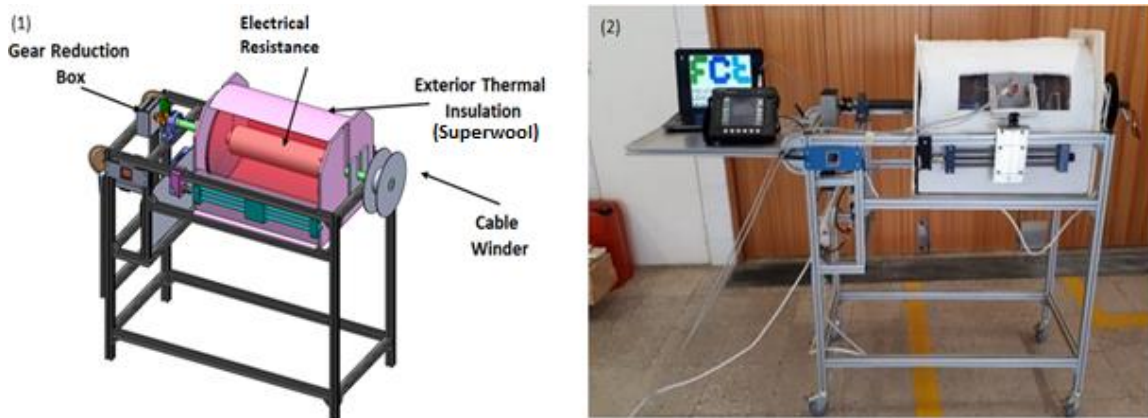 (1)
Electrical
Resistance
Gear Reduction
Box
Exterior Thermal
Insulation
(Superwool)
Cable
Winder
(2)
FCt